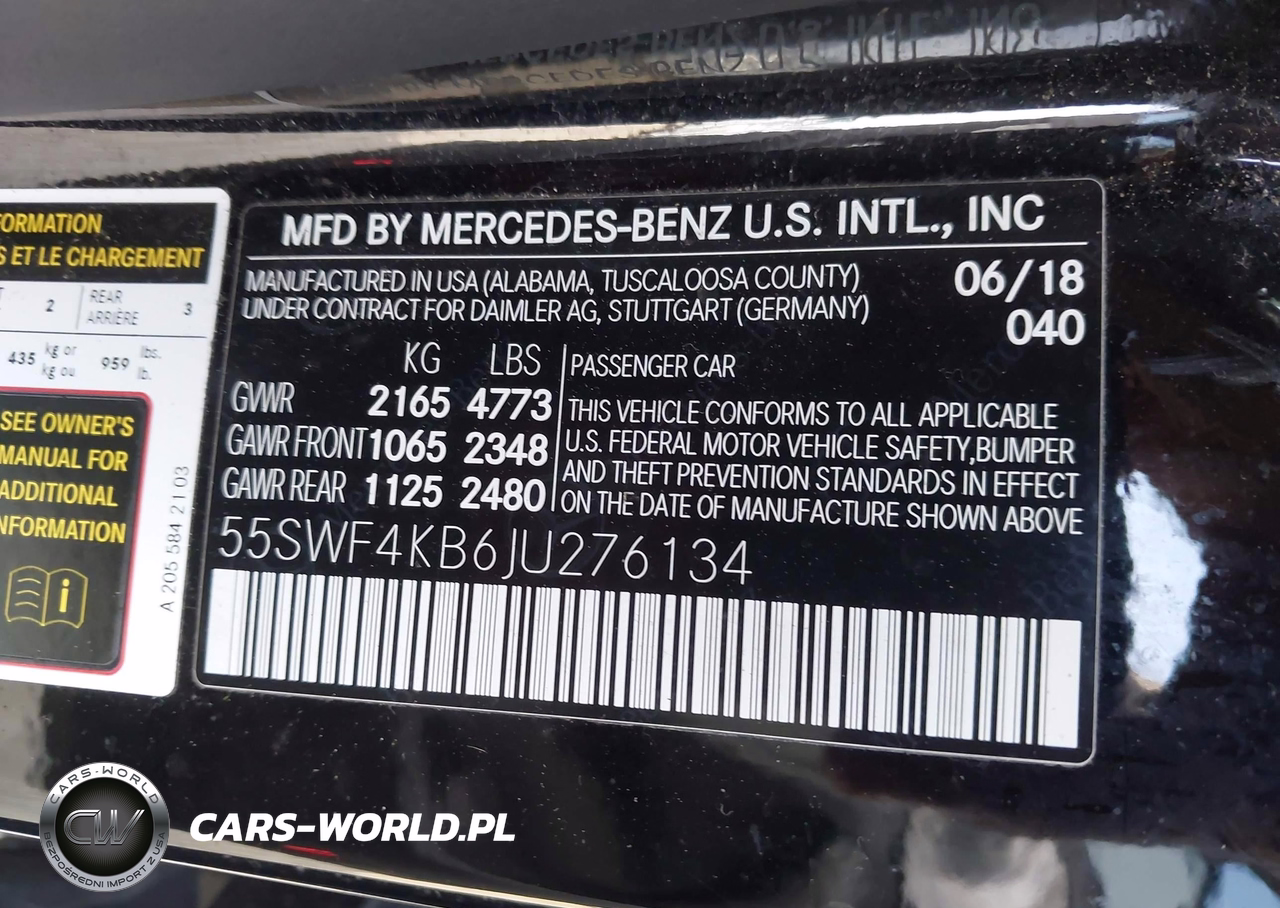 FORMATION
S ET LE CHARGEMENT
2 REAR ARRIÈRE 3
435 kg or kg ou 959 lbs. lb.
SEE OWNER'S
MANUAL FOR
ADDITIONAL
INFORMATION
A 205 584 21 03
MFD BY MERCEDES-BENZ U.S. INTL., INC
MANUFACTURED IN USA (ALABAMA, TUSCALOOSA COUNTY) 06/18
UNDER CONTRACT FOR DAIMLER AG, STUTTGART (GERMANY) 040
KG LBS
GVWR 2165 4773
GAWR FRONT 1065 2348
GAWR REAR 1125 2480
PASSENGER CAR
THIS VEHICLE CONFORMS TO ALL APPLICABLE
U.S. FEDERAL MOTOR VEHICLE SAFETY,BUMPER
AND THEFT PREVENTION STANDARDS IN EFFECT
ON THE DATE OF MANUFACTURE SHOWN ABOVE
55SWF4KB6JU276134
CARS-WORLD
CW
BEZPOŚREDNI IMPORT Z USA
CARS-WORLD.PL